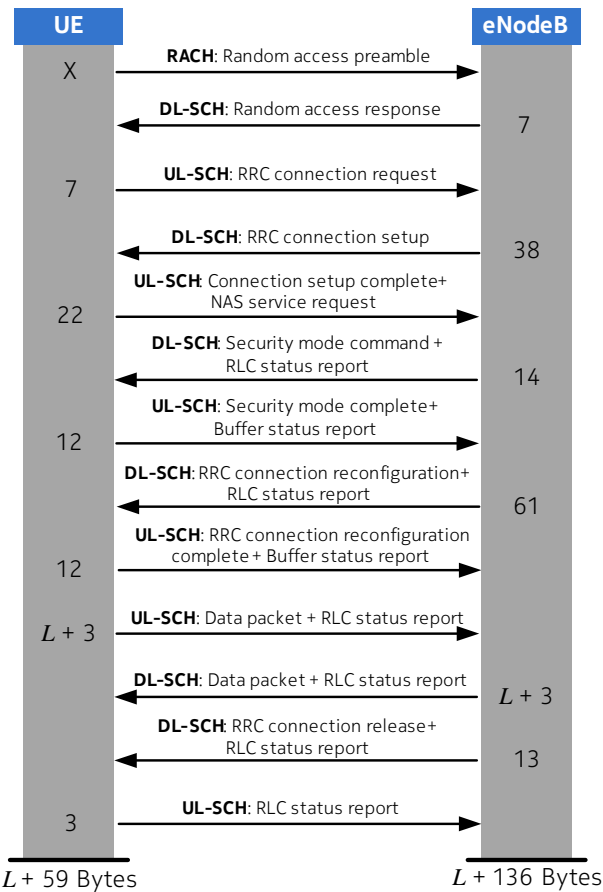 UE
eNodeB
RACH: Random access preamble
X
DL-SCH: Random access response
7
UL-SCH: RRC connection request
7
DL-SCH: RRC connection setup
38
UL-SCH: Connection setup complete+
NAS service request
22
DL-SCH: Security mode command +
RLC status report
14
UL-SCH: Security mode complete+
Buffer status report
12
DL-SCH: RRC connection reconfiguration+
RLC status report
61
UL-SCH: RRC connection reconfiguration
complete+ Buffer status report
12
UL-SCH: Data packet + RLC status report
L + 3
DL-SCH: Data packet + RLC status report
L + 3
DL-SCH: RRC connection release+
RLC status report
13
UL-SCH: RLC status report
3
L + 59 Bytes
L + 136 Bytes